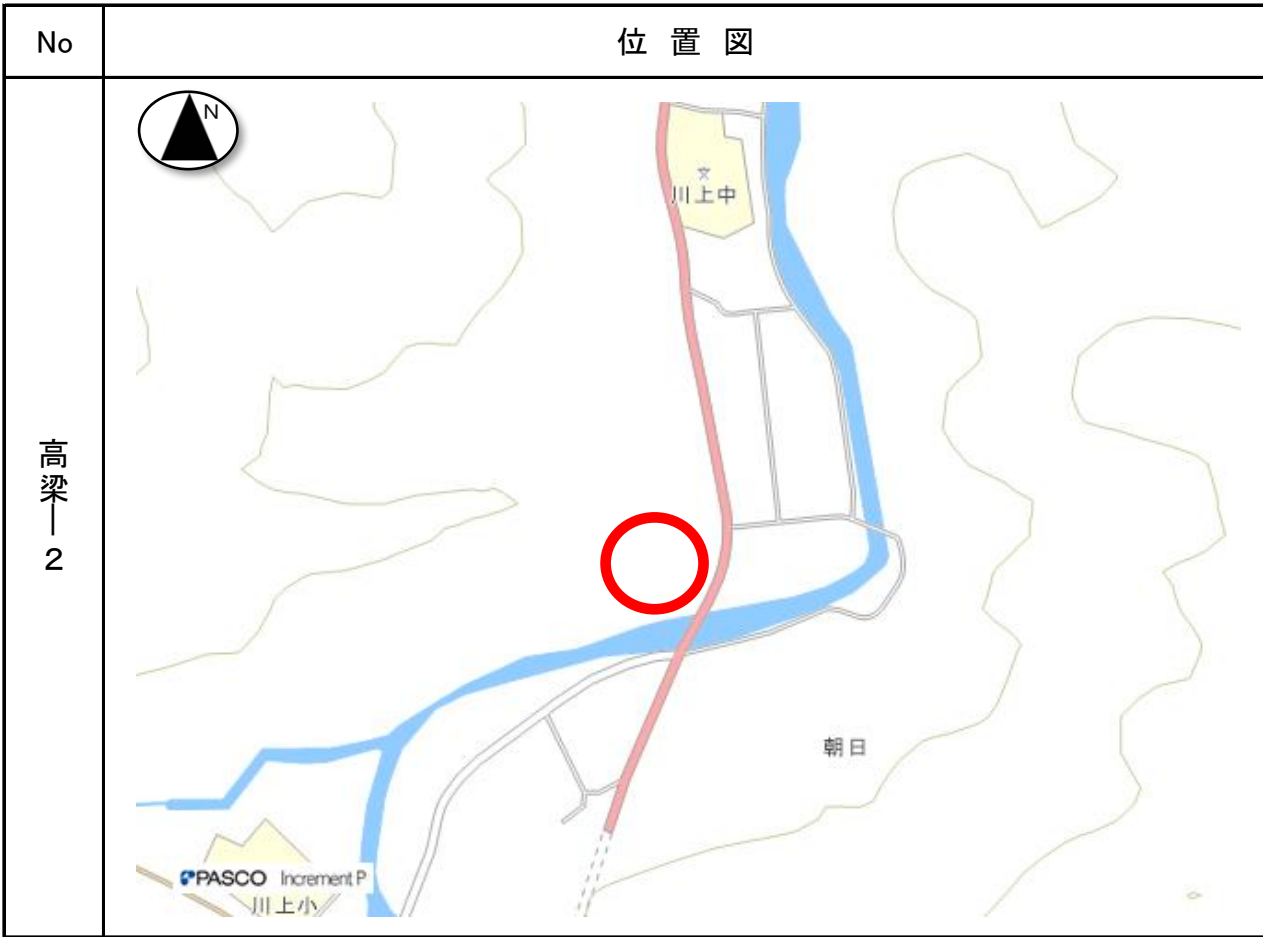 No
位 置 図
高梁―2
N
川上中
朝日
PASCO Increment P
川上小